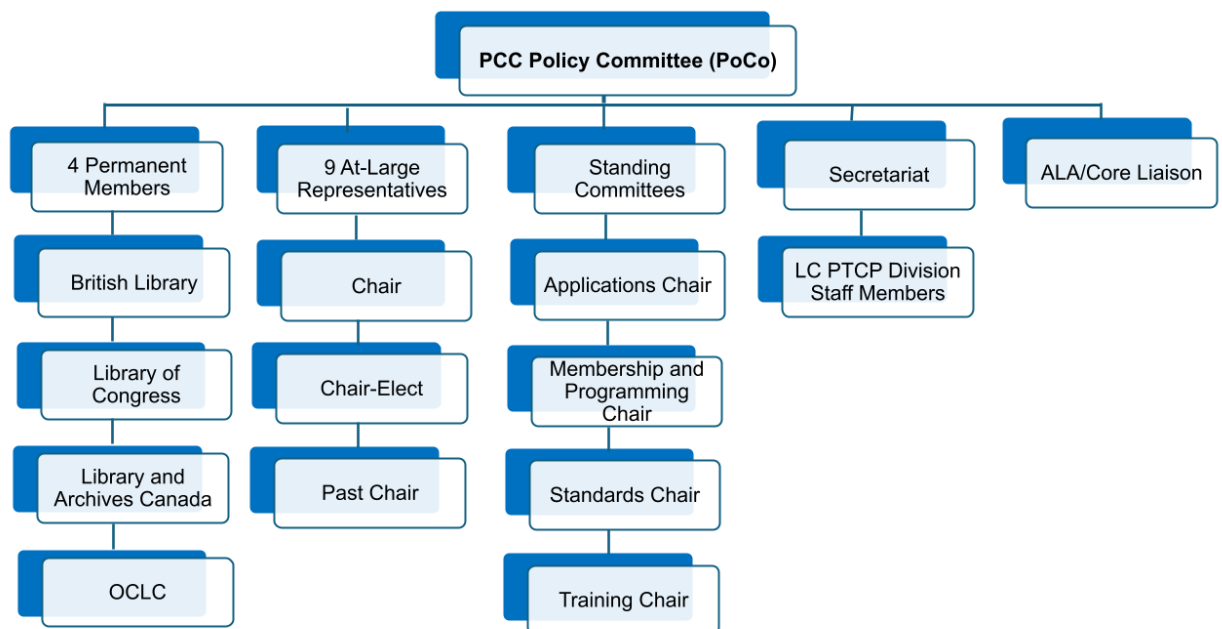 PCC Policy Committee (PoCo)
4 Permanent
Members
British Library
Library of
Congress
Library and
Archives Canada
OCLC
9 At-Large
Representatives
Chair
Chair-Elect
Past Chair
Standing
Committees
Applications Chair
Membership and
Programming
Chair
Standards Chair
Training Chair
Secretariat
LC PTCP Division
Staff Members
ALA/Core Liaison